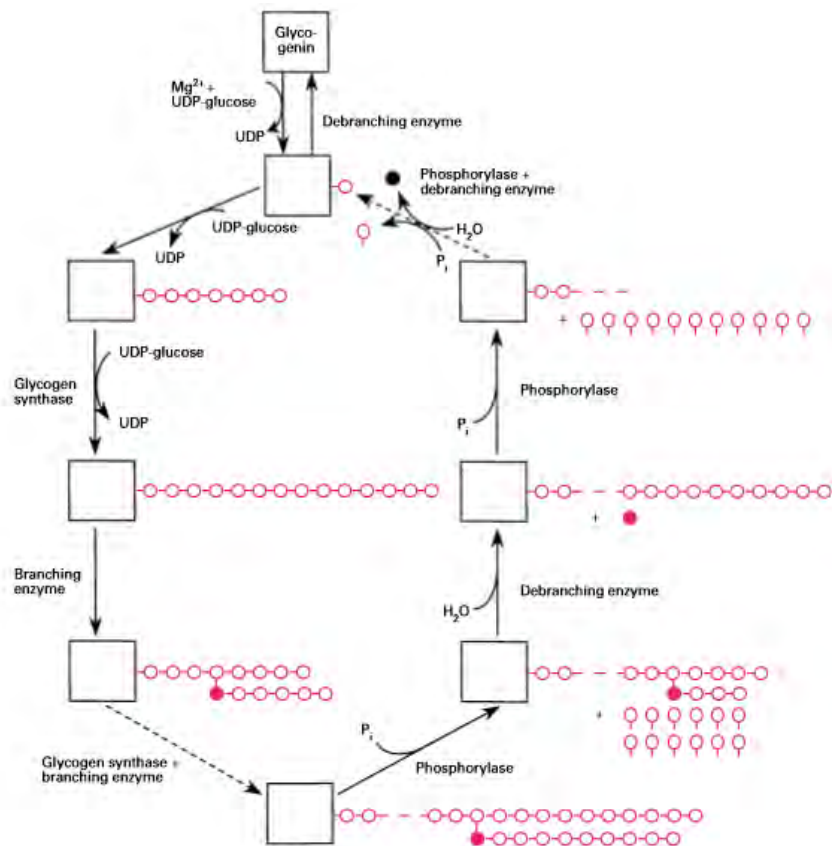 Glyco-
genin
Mg²⁺ +
UDP-glucose
UDP
Debranching enzyme
Phosphorylase +
debranching enzyme
UDP-glucose
UDP
H₂O
Pᵢ
+
UDP-glucose
Glycogen
synthase
UDP
Phosphorylase
Pᵢ
+
Branching
enzyme
H₂O
Debranching enzyme
+
Pᵢ
Glycogen synthase +
branching enzyme
Phosphorylase